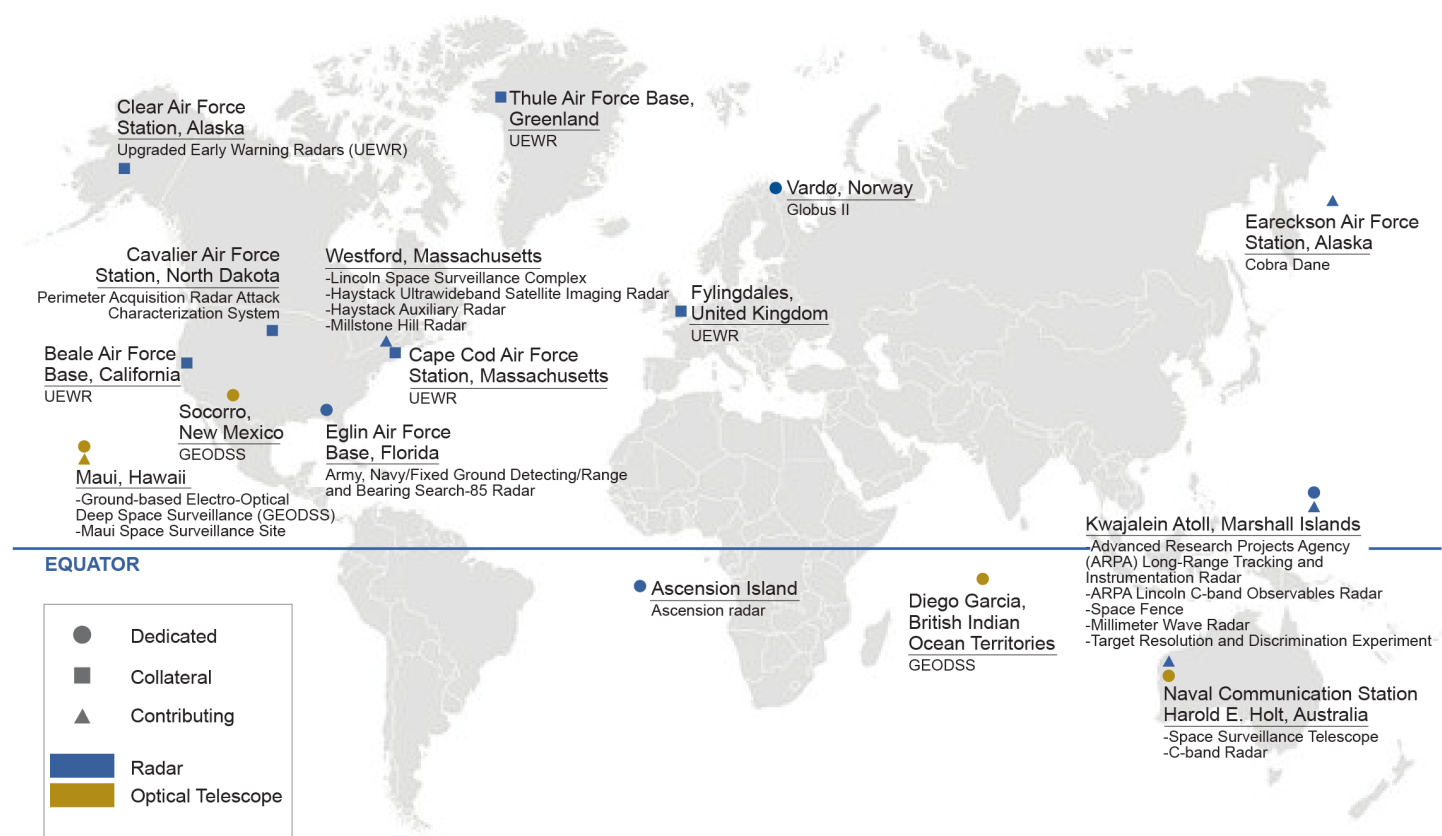 Clear Air Force
Station, Alaska
Upgraded Early Warning Radars (UEWR)
Thule Air Force Base,
Greenland
UEWR
Vardø, Norway
Globus II
Eareckson Air Force
Station, Alaska
Cobra Dane
Cavalier Air Force
Station, North Dakota
Perimeter Acquisition Radar Attack
Characterization System
Westford, Massachusetts
-Lincoln Space Surveillance Complex
-Haystack Ultrawideband Satellite Imaging Radar
-Haystack Auxiliary Radar
-Millstone Hill Radar
Fylingdales,
United Kingdom
UEWR
Beale Air Force
Base, California
UEWR
Cape Cod Air Force
Station, Massachusetts
UEWR
Socorro,
New Mexico
GEODSS
Eglin Air Force
Base, Florida
Army, Navy/Fixed Ground Detecting/Range
and Bearing Search-85 Radar
Maui, Hawaii
-Ground-based Electro-Optical
Deep Space Surveillance (GEODSS)
-Maui Space Surveillance Site
Kwajalein Atoll, Marshall Islands
-Advanced Research Projects Agency
(ARPA) Long-Range Tracking and
Instrumentation Radar
-ARPA Lincoln C-band Observables Radar
-Space Fence
-Millimeter Wave Radar
-Target Resolution and Discrimination Experiment
EQUATOR
Ascension Island
Ascension radar
Diego Garcia,
British Indian
Ocean Territories
GEODSS
Naval Communication Station
Harold E. Holt, Australia
-Space Surveillance Telescope
-C-band Radar
Dedicated
Collateral
Contributing
Radar
Optical Telescope